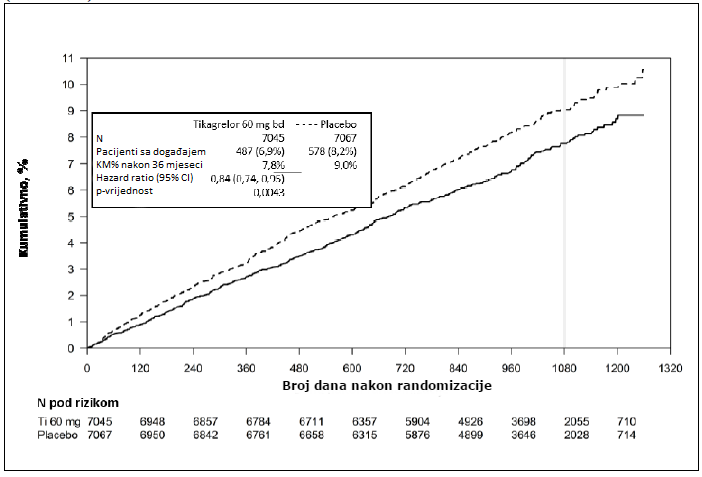 11
10
9
8
7
6
5
4
3
2
1
0
Kumulativno, %
Tikagrelor 60 mg bd ---- Placebo
N 7045 7067
Pacijenti sa događajem 487 (6,9%) 578 (8,2%)
KM% nakon 36 mjeseci 7,8% 9,0%
Hazard ratio (95% CI) 0,84 (0,74, 0,95)
p-vrijednost 0,0043
0 120 240 360 480 600 720 840 960 1080 1200 1320
Broj dana nakon randomizacije
N pod rizikom
Ti 60 mg 7045 6948 6857 6784 6711 6357 5904 4926 3698 2055 710
Placebo 7067 6950 6842 6761 6658 6315 5876 4899 3646 2028 714